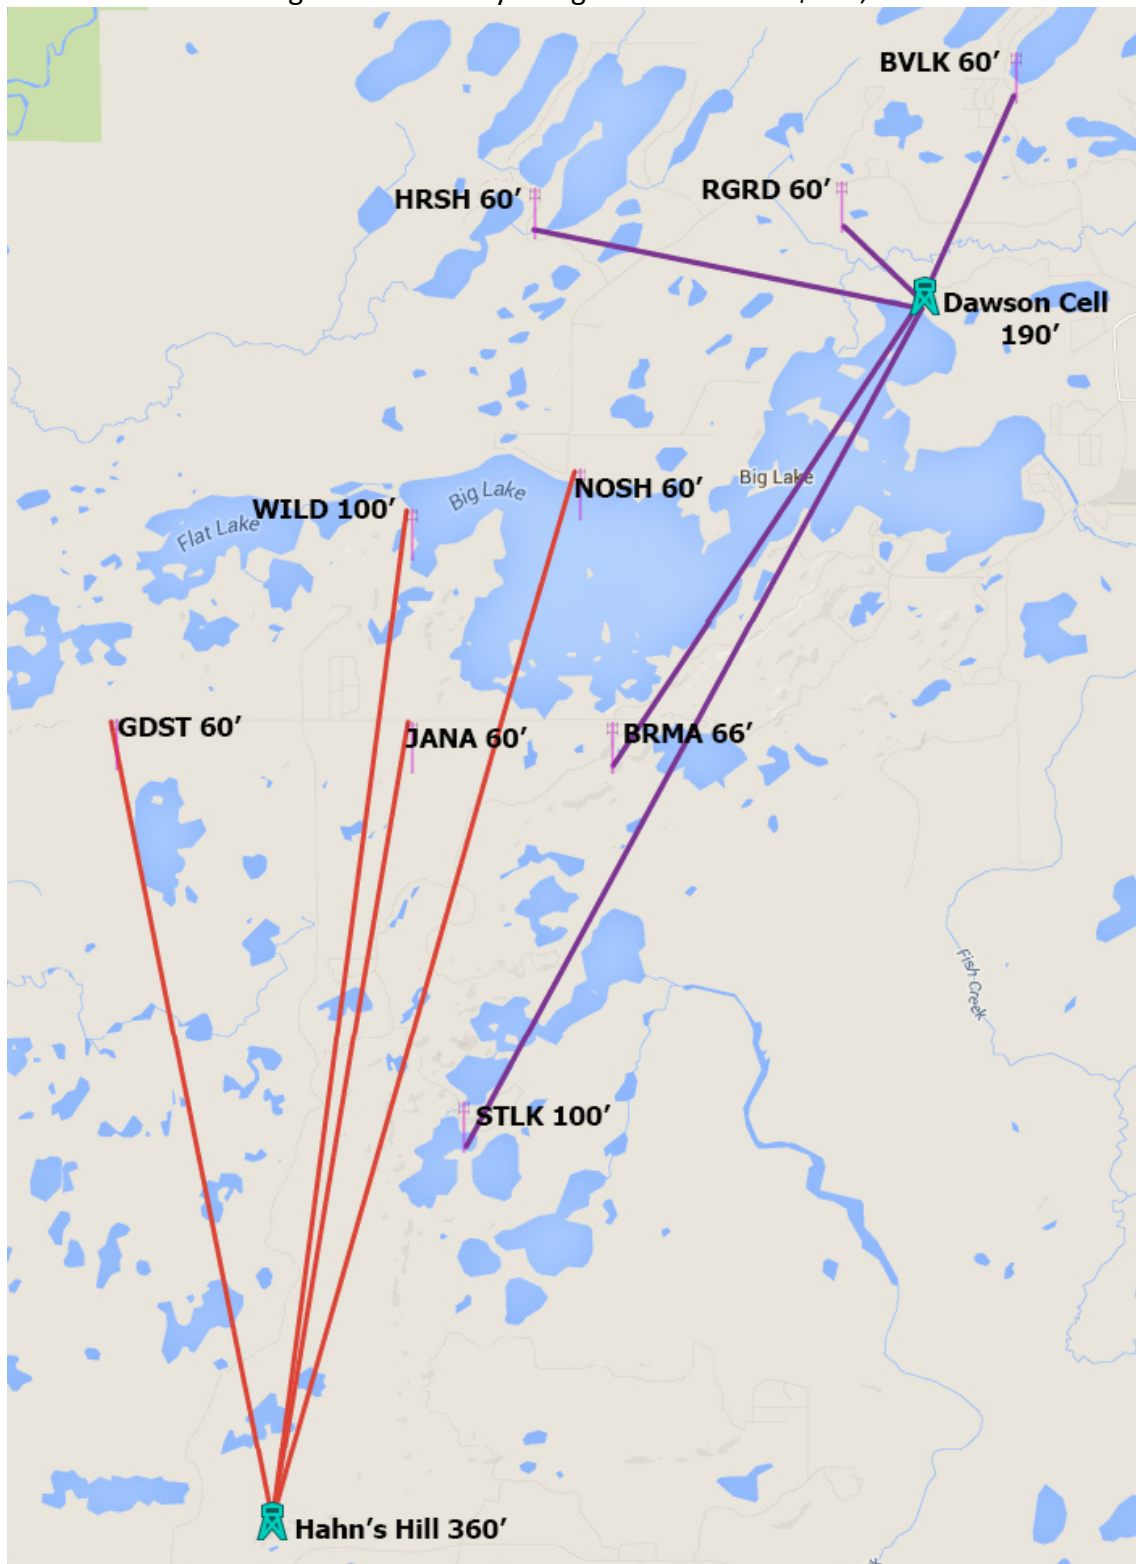 BVLK 60’
HRSH 60’
RGRD 60’
Dawson Cell
190’
Big Lake
Big Lake
NOSH 60’
WILD 100’
Flat Lake
GDST 60’
JANA 60’
BRMA 66’
Fish Creek
STLK 100’
Hahn’s Hill 360’